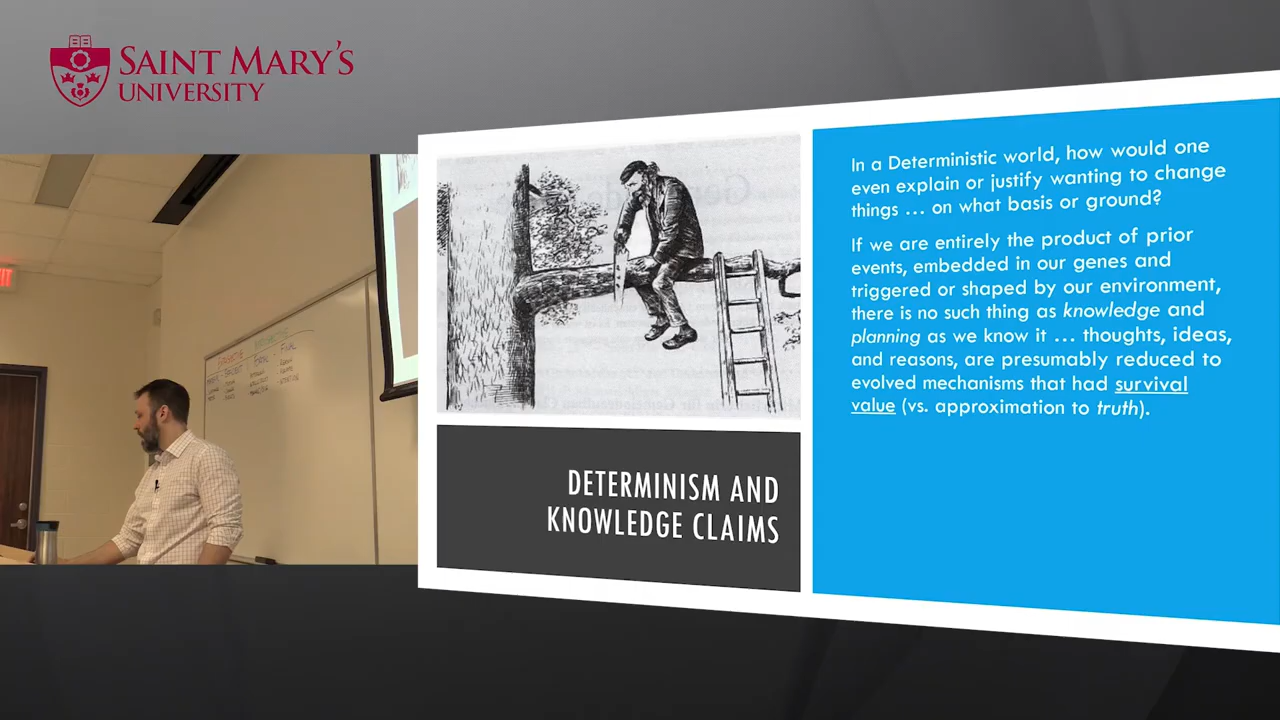 SAINT MARY'S
UNIVERSITY
In a Deterministic world, how would one
even explain or justify wanting to change
things ... on what basis or ground?
If we are entirely the product of prior
events, embedded in our genes and
triggered or shaped by our environment,
there is no such thing as knowledge and
planning as we know it ... thoughts, ideas,
and reasons, are presumably reduced to
evolved mechanisms that had survival
value (vs. approximation to truth).
DETERMINISM AND
KNOWLEDGE CLAIMS